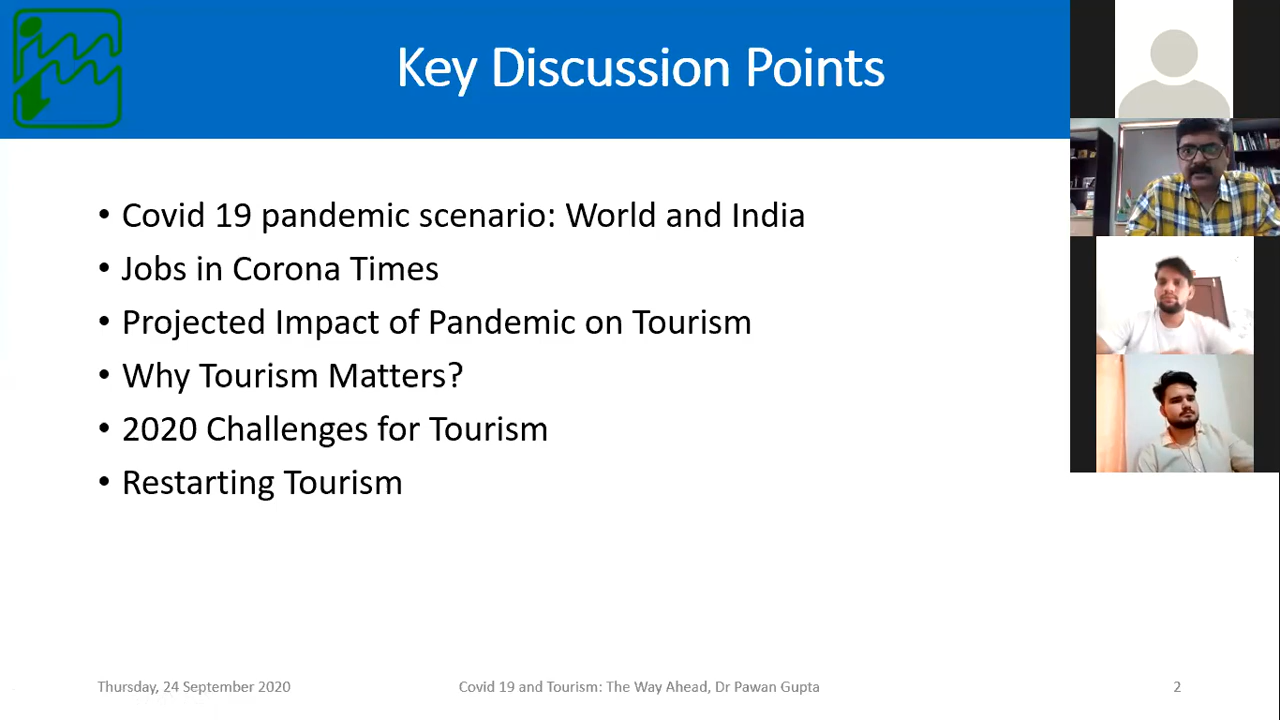 Key Discussion Points
• Covid 19 pandemic scenario: World and India
• Jobs in Corona Times
• Projected Impact of Pandemic on Tourism
• Why Tourism Matters?
• 2020 Challenges for Tourism
• Restarting Tourism
Thursday, 24 September 2020 Covid 19 and Tourism: The Way Ahead, Dr Pawan Gupta 2